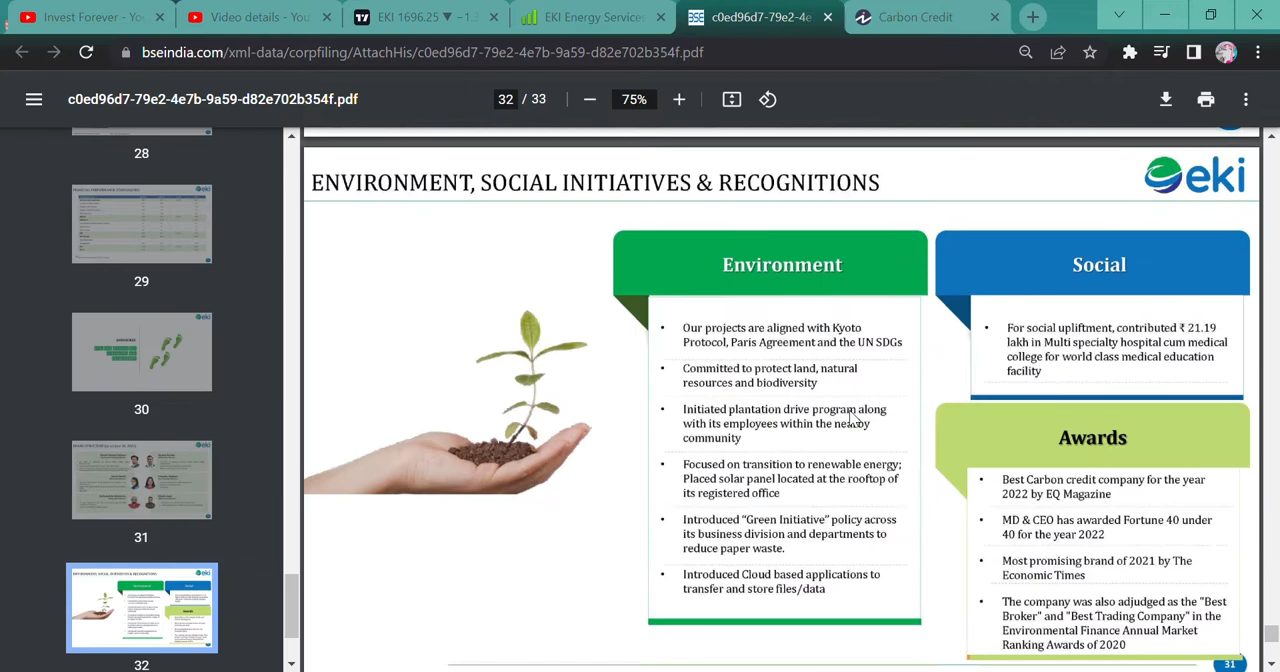 Invest Forever - YouT
Video details - You
EKI 1696.25 ▼ −1.
EKI Energy Service
c0ed96d7-79e2-4e
Carbon Credit
bseindia.com/xml-data/corpfiling/AttachHis/c0ed96d7-79e2-4e7b-9a59-d82e702b354f.pdf
c0ed96d7-79e2-4e7b-9a59-d82e702b354f.pdf
32 / 33
75%
28
29
30
31
32
ENVIRONMENT, SOCIAL INITIATIVES & RECOGNITIONS
eki
Environment
• Our projects are aligned with Kyoto
Protocol, Paris Agreement and the UN SDGs
• Committed to protect land, natural
resources and biodiversity
• Initiated plantation drive program along
with its employees within the nearby
community
• Focused on transition to renewable energy;
Placed solar panel located at the rooftop of
its registered office
• Introduced “Green Initiative” policy across
its business division and departments to
reduce paper waste.
• Introduced Cloud based applications to
transfer and store files/data
Social
• For social upliftment, contributed ₹ 21.19
lakh in Multi specialty hospital cum medical
college for world class medical education
facility
Awards
• Best Carbon credit company for the year
2022 by EQ Magazine
• MD & CEO has awarded Fortune 40 under
40 for the year 2022
• Most promising brand of 2021 by The
Economic Times
• The company was also adjudged as the "Best
Broker" and "Best Trading Company" in the
Environmental Finance Annual Market
Ranking Awards of 2020
31